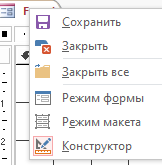 Сохранить
Закрыть
Закрыть все
Режим формы
Режим макета
Конструктор